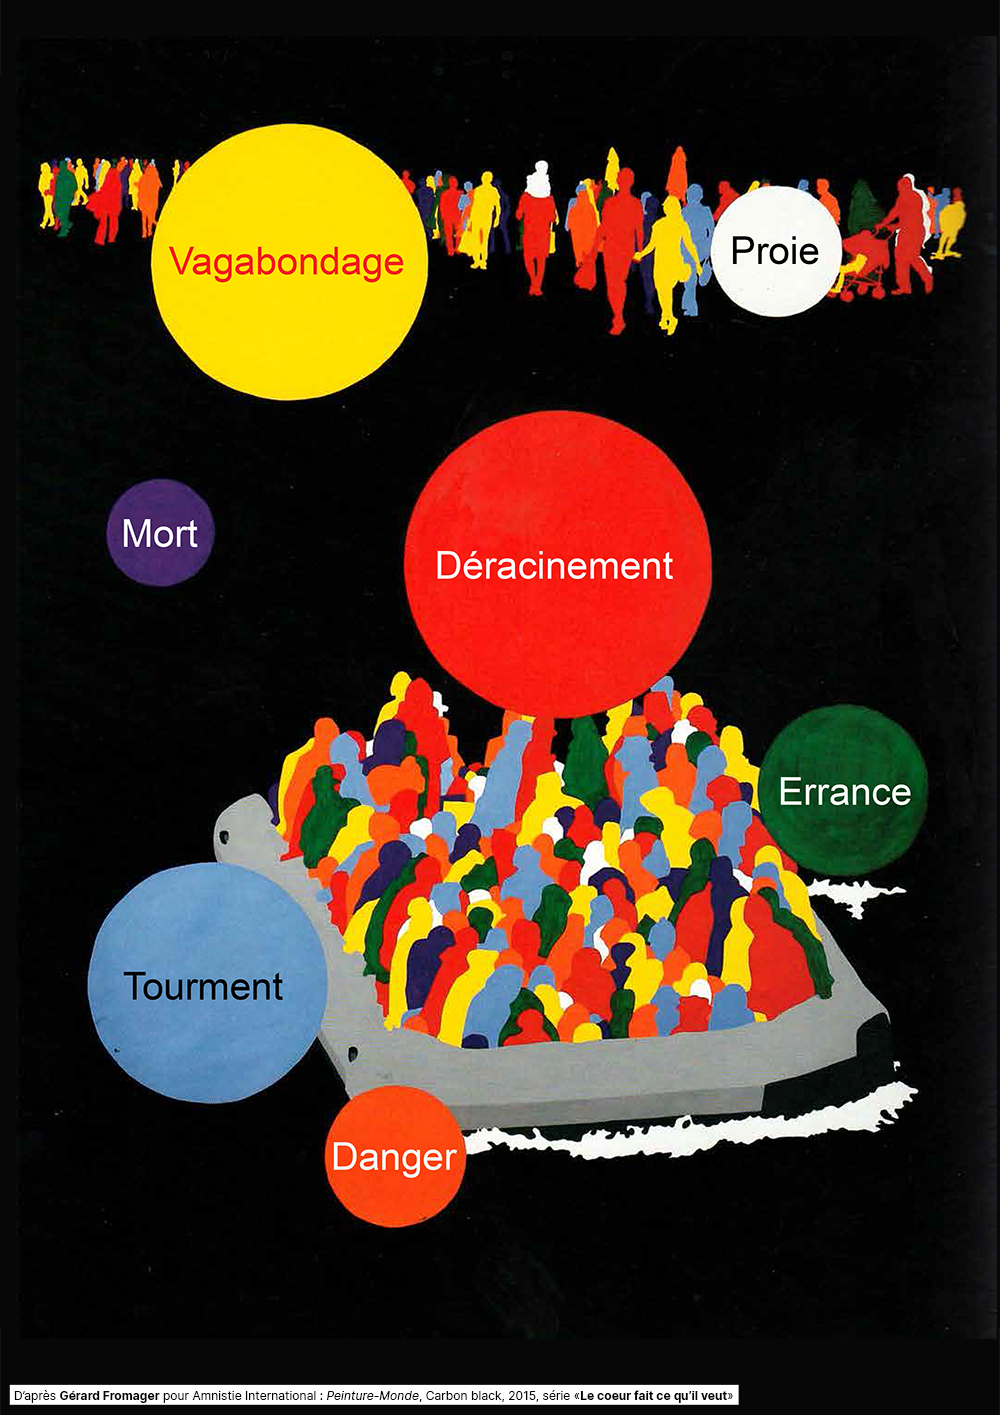 Vagabondage
Proie
Mort
Déracinement
Errance
Tourment
Danger
D'après Gérard Fromager pour Amnistie International : Peinture-Monde, Carbon black, 2015, série «Le coeur fait ce qu'il veut»